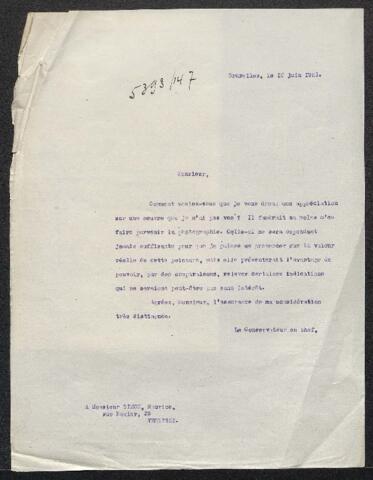 5393/147
Bruxelles, le juin
Monsieur,
Comment voulez-vous que je vous donne une appréciation
sur une oeuvre que je n'ai pas vue? Il faudrait au moins m'en
faire parvenir la photographie. Celle-ci ne sera cependant
jamais suffisante pour que je puisse me prononcer sur la valeur
réelle de cette peinture, mais elle présenterait l'avantage de
pouvoir, par des comparaisons, relever certaines indications
qui ne seraient peut-être pas sans intérêt.
Agréez, Monsieur, l'assurance de ma considération
très distinguée.
Le Conservateur en chef,
A Monsieur Maurice,
rue
VERVIERS.